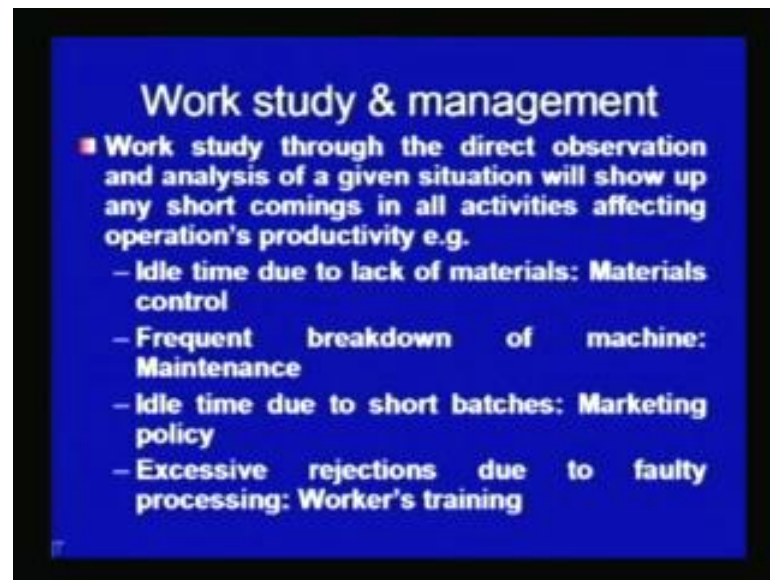 Work study & management
Work study through the direct observation
and analysis of a given situation will show up
any short comings in all activities affecting
operation's productivity e.g.
– Idle time due to lack of materials: Materials
control
– Frequent breakdown of machine:
Maintenance
– Idle time due to short batches: Marketing
policy
– Excessive rejections due to faulty
processing: Worker's training